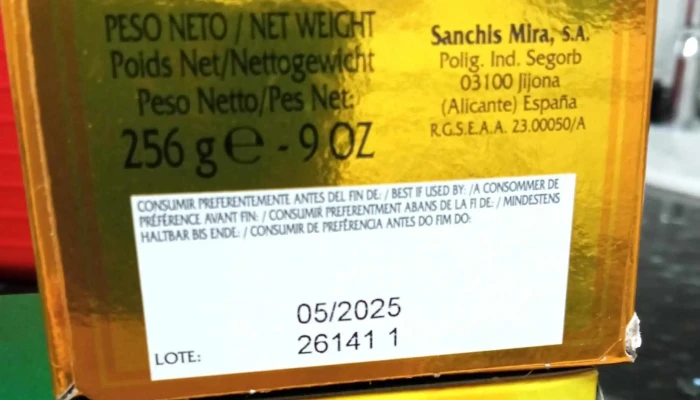 PESO NETO / NET WEIGHT
Poids Net/Nettogewicht
Peso Netto/Pes Net:
256 g e - 9 OZ
Sanchis Mira, S.A.
Polig. Ind. Segorb
03100 Jijona
(Alicante) España
R.G.S.E.A.A. 23.00050/A
CONSUMIR PREFERENTEMENTE ANTES DEL FIN DE: / BEST IF USED BY: /A CONSOMMER DE
PRÉFÉRENCE AVANT FIN: / CONSUMIR PREFERENTMENT ABANS DE LA FI DE: / MINDESTENS
HALTBAR BIS ENDE: / CONSUMIR DE PREFERÊNCIA ANTES DO FIM DO:
05/2025
LOTE: 26141 1